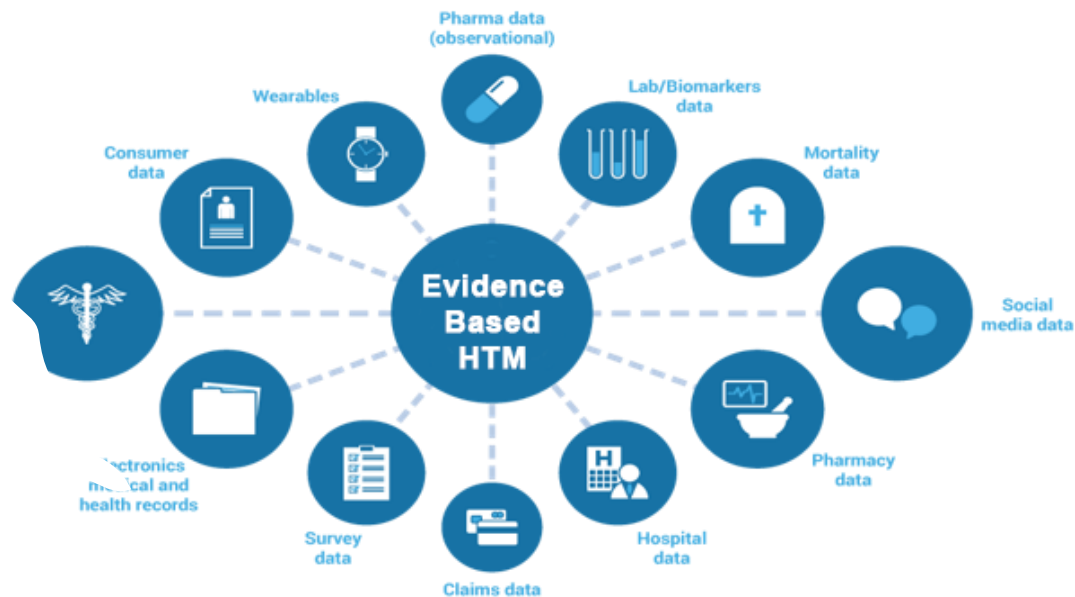 Pharma data
(observational)
Wearables
Lab/Biomarkers
data
Consumer
data
Mortality
data
Evidence
Based
HTM
Social
media data
and
health records
Pharmacy
data
Survey
data
H
Hospital
data
Claims data